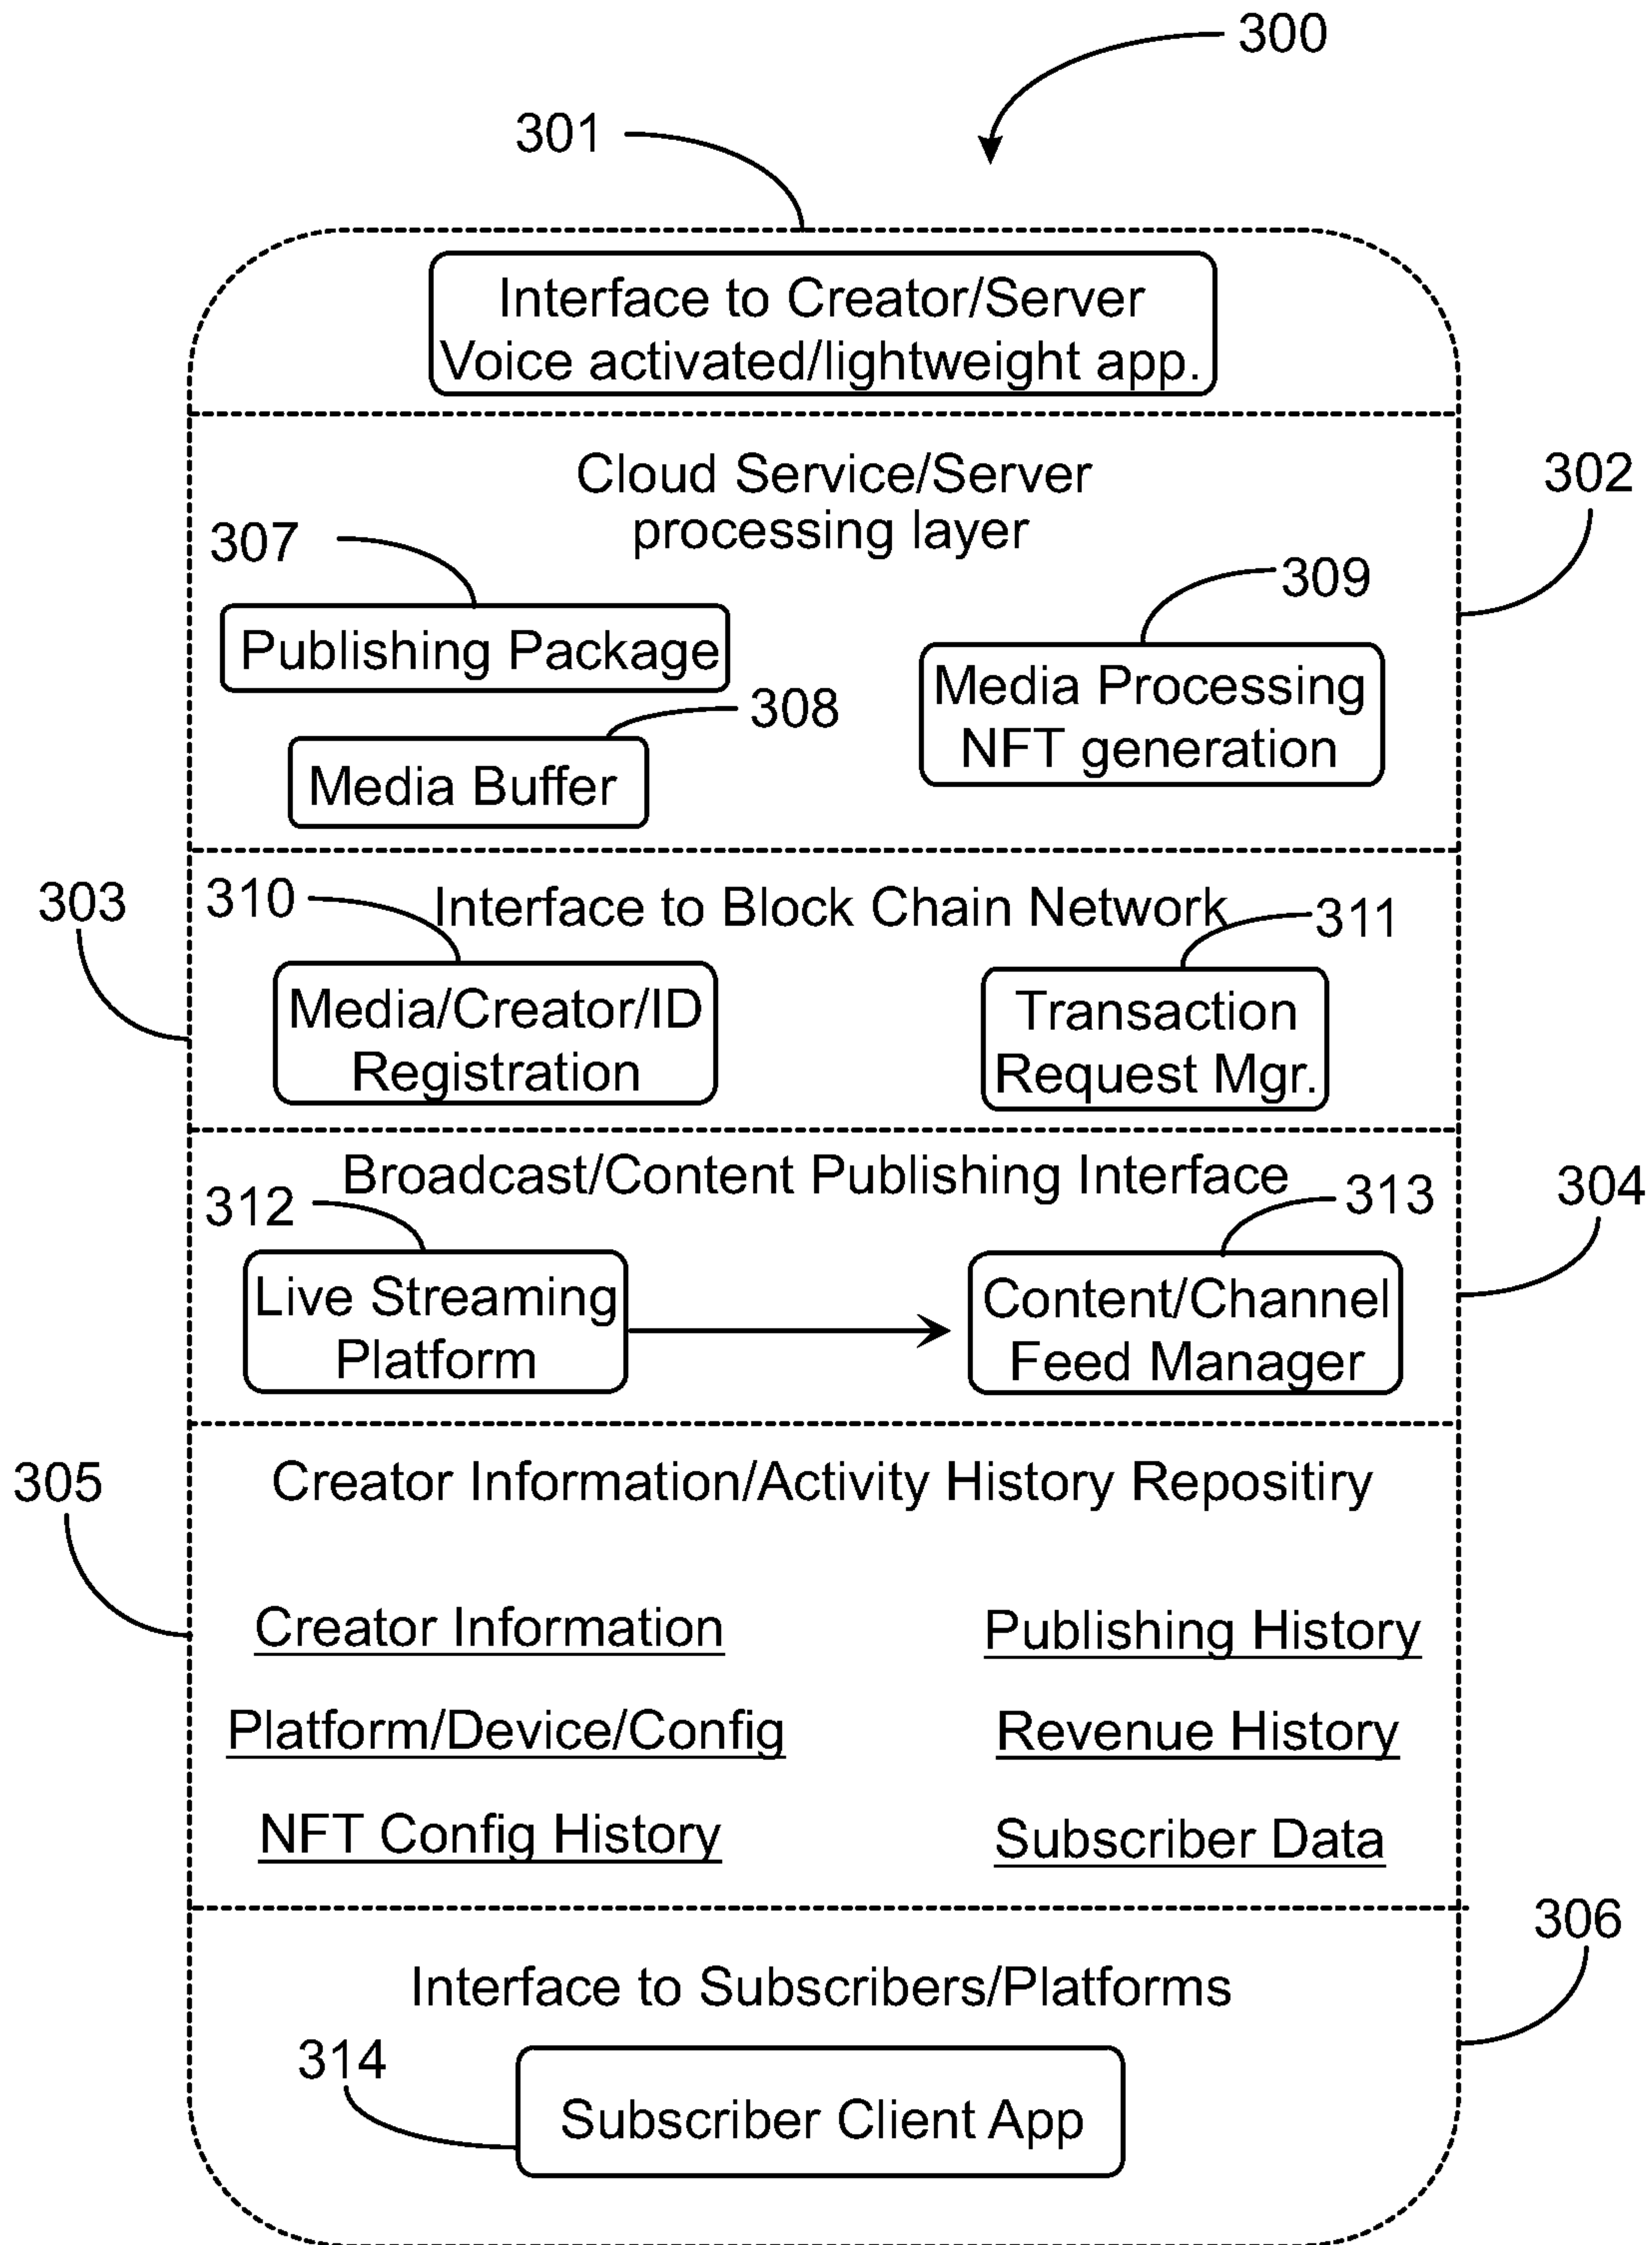 300
301
Interface to Creator/Server
Voice activated/lightweight app.
Cloud Service/Server
processing layer
302
307
309
Publishing Package
308
Media Processing
NFT generation
Media Buffer
303
310
Interface to Block Chain Network
311
Media/Creator/ID
Registration
Transaction
Request Mgr.
Broadcast/Content Publishing Interface
304
312
313
Live Streaming
Platform
Content/Channel
Feed Manager
305
Creator Information/Activity History Repositiry
Creator Information
Publishing History
Platform/Device/Config
Revenue History
NFT Config History
Subscriber Data
306
Interface to Subscribers/Platforms
314
Subscriber Client App